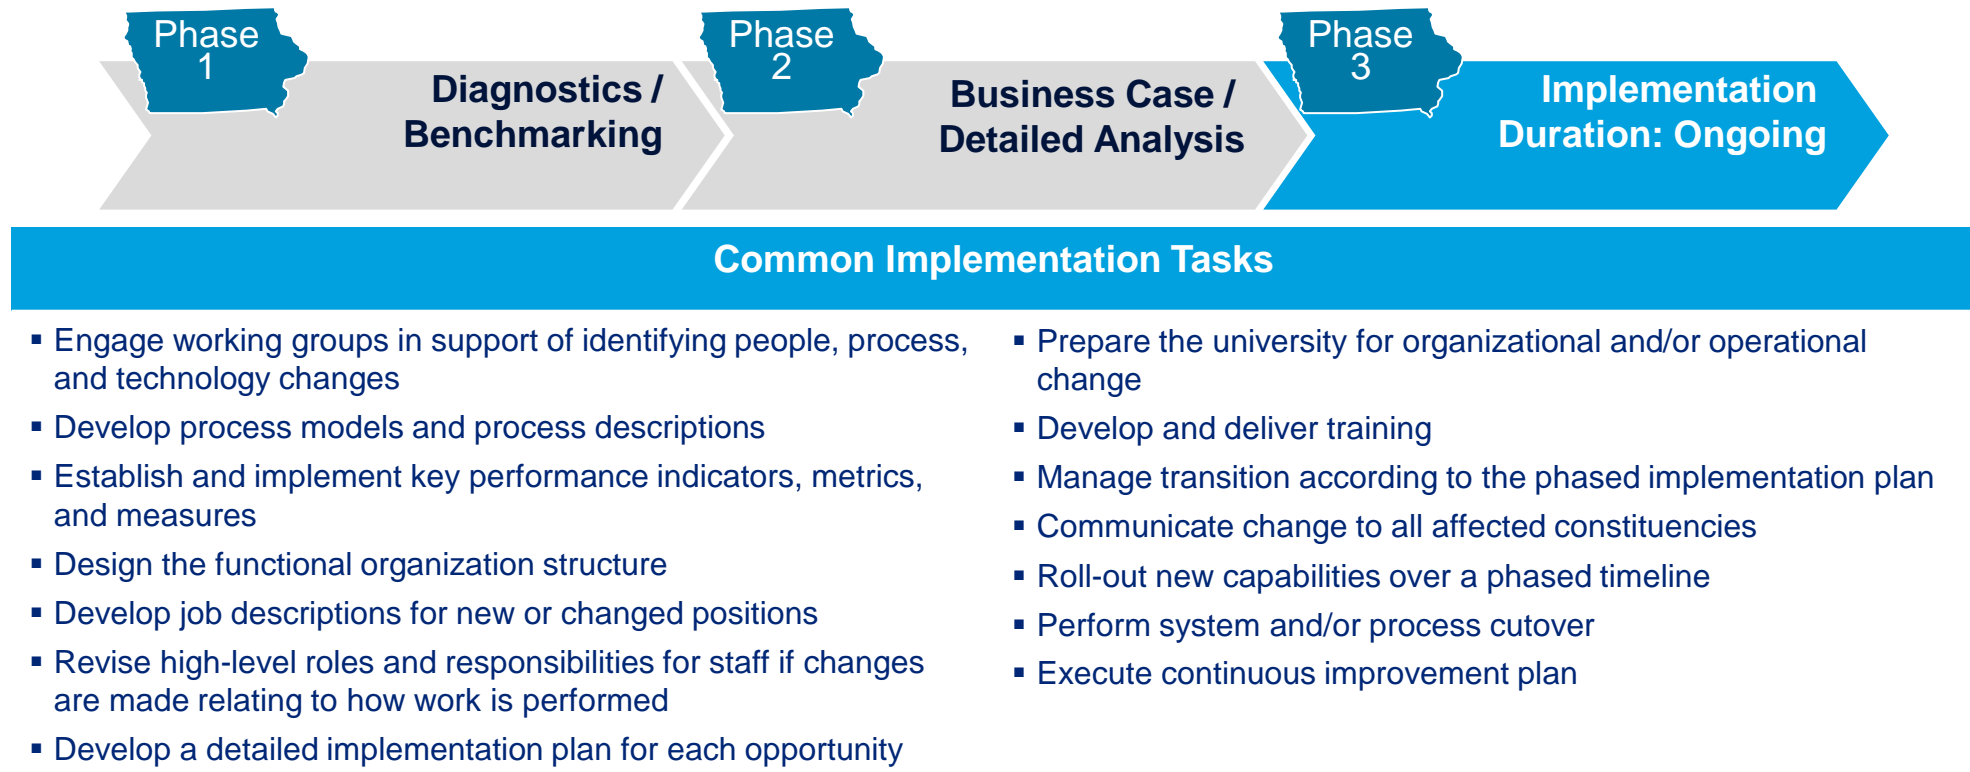 Phase
1
Diagnostics /
Benchmarking
Phase
2
Business Case /
Detailed Analysis
Phase
3
Implementation
Duration: Ongoing
Common Implementation Tasks
▪ Engage working groups in support of identifying people, process,
and technology changes
▪ Develop process models and process descriptions
▪ Establish and implement key performance indicators, metrics,
and measures
▪ Design the functional organization structure
▪ Develop job descriptions for new or changed positions
▪ Revise high-level roles and responsibilities for staff if changes
are made relating to how work is performed
▪ Develop a detailed implementation plan for each opportunity
▪ Prepare the university for organizational and/or operational
change
▪ Develop and deliver training
▪ Manage transition according to the phased implementation plan
▪ Communicate change to all affected constituencies
▪ Roll-out new capabilities over a phased timeline
▪ Perform system and/or process cutover
▪ Execute continuous improvement plan